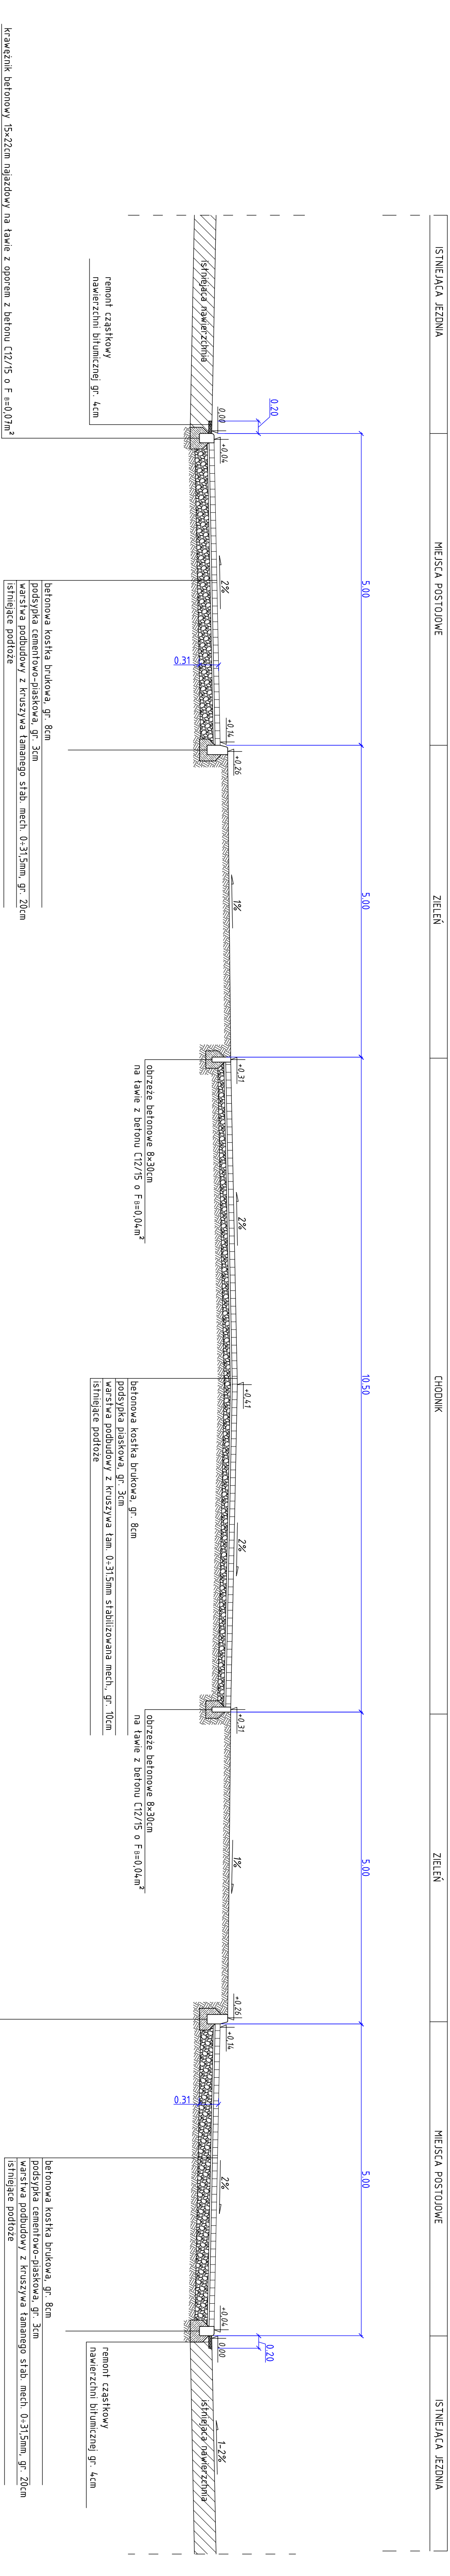 ISTNIEJĄCA JEZDNIA
MIEJSCA POSTOJOWE
ZIELEŃ
CHODNIK
ZIELEŃ
MIEJSCA POSTOJOWE
ISTNIEJĄCA JEZDNIA
5.00
5.00
10.50
5.00
5.00
0.20
0.20
0.00
+0.04
2%
+0.14
+0.26
1%
+0.31
2%
+0.41
2%
+0.31
1%
+0.26
+0.14
2%
+0.04
0.00
1-2%
istniejąca nawierzchnia
istniejąca nawierzchnia
0.31
0.31
remont cząstkowy
nawierzchni bitumicznej gr. 4cm
krawężnik betonowy 15x22cm najazdowy na ławie z oporem z betonu C12/15 o F B=0,07m²
betonowa kostka brukowa, gr. 8cm
podsypka cementowo-piaskowa, gr. 3cm
warstwa podbudowy z kruszywa łamanego stab. mech. 0÷31,5mm, gr. 20cm
istniejące podłoże
obrzeże betonowe 8x30cm
na ławie z betonu C12/15 o F B=0,04m²
betonowa kostka brukowa, gr. 8cm
podsypka piaskowa, gr. 3cm
warstwa podbudowy z kruszywa łam. 0÷31.5mm stabilizowana mech., gr. 10cm
istniejące podłoże
obrzeże betonowe 8x30cm
na ławie z betonu C12/15 o F B=0,04m²
betonowa kostka brukowa, gr. 8cm
podsypka cementowo-piaskowa, gr. 3cm
warstwa podbudowy z kruszywa łamanego stab. mech. 0÷31,5mm, gr. 20cm
istniejące podłoże
remont cząstkowy
nawierzchni bitumicznej gr. 4cm